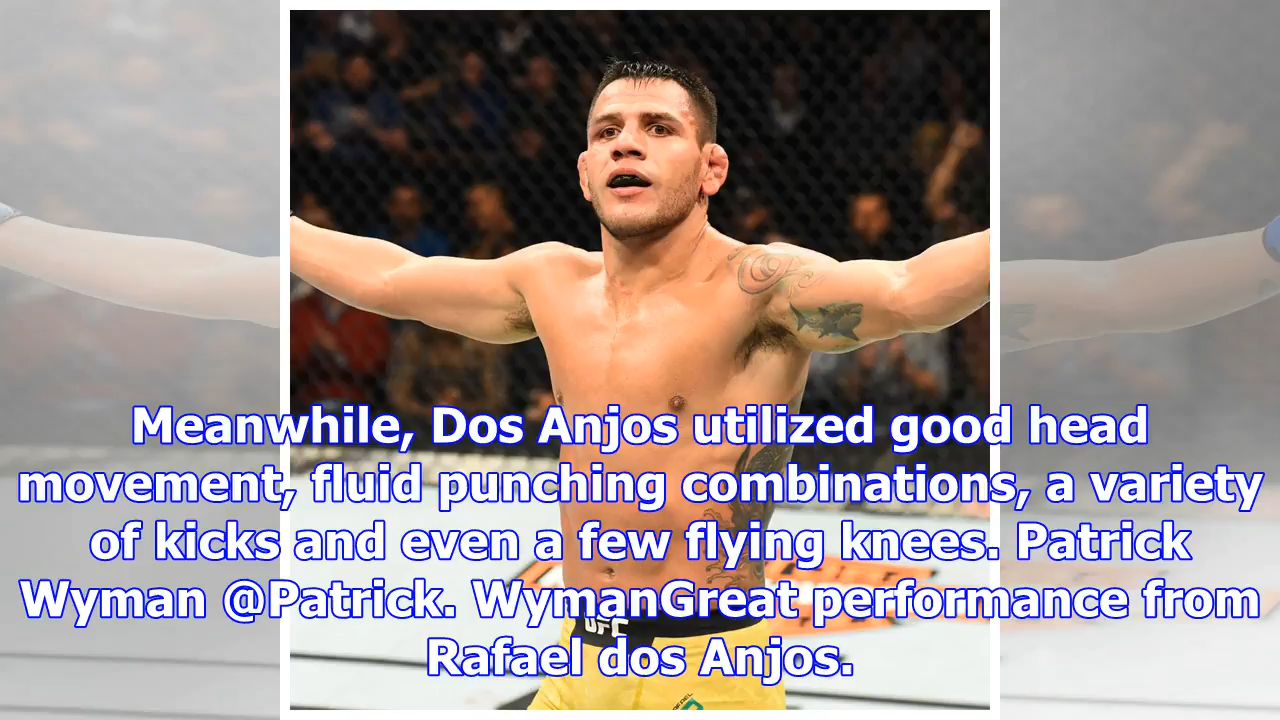 Meanwhile, Dos Anjos utilized good head
movement, fluid punching combinations, a variety
of kicks and even a few flying knees. Patrick
Wyman @Patrick. WymanGreat performance from
UFC
Rafael dos Anjos.